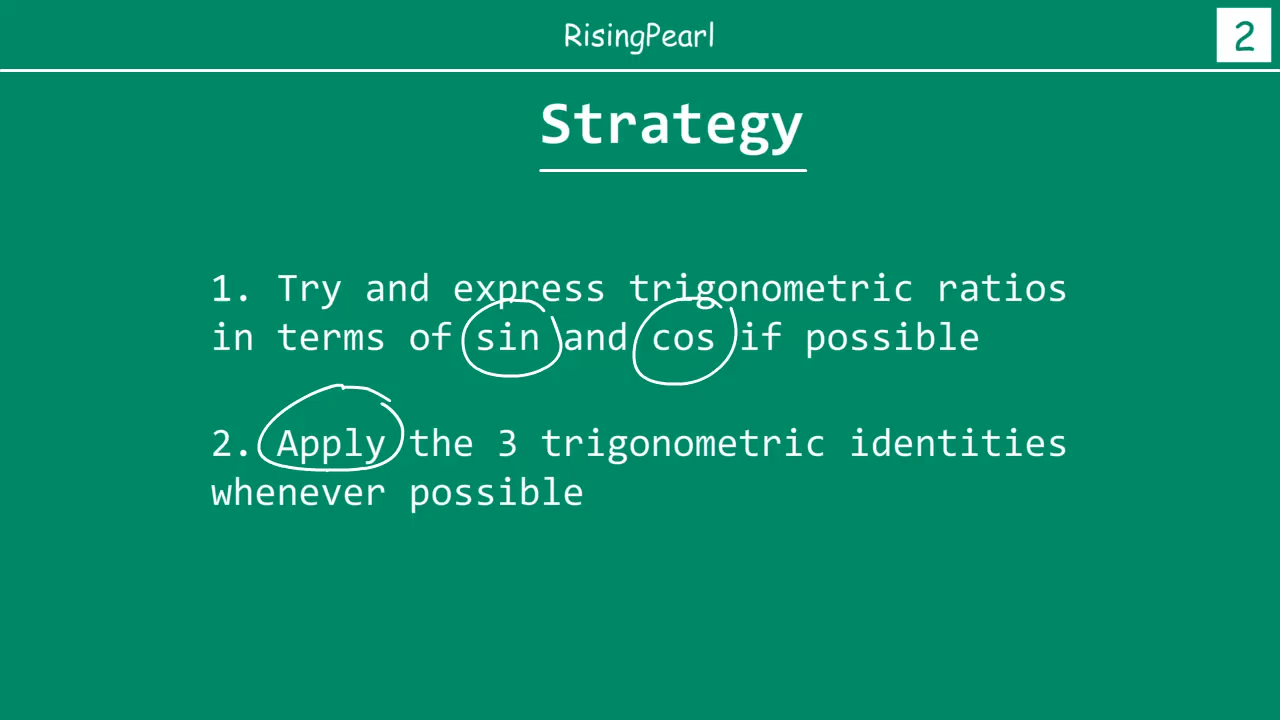 RisingPearl
2
Strategy
1. Try and express trigonometric ratios
in terms of sin and cos if possible
2. Apply the 3 trigonometric identities
whenever possible